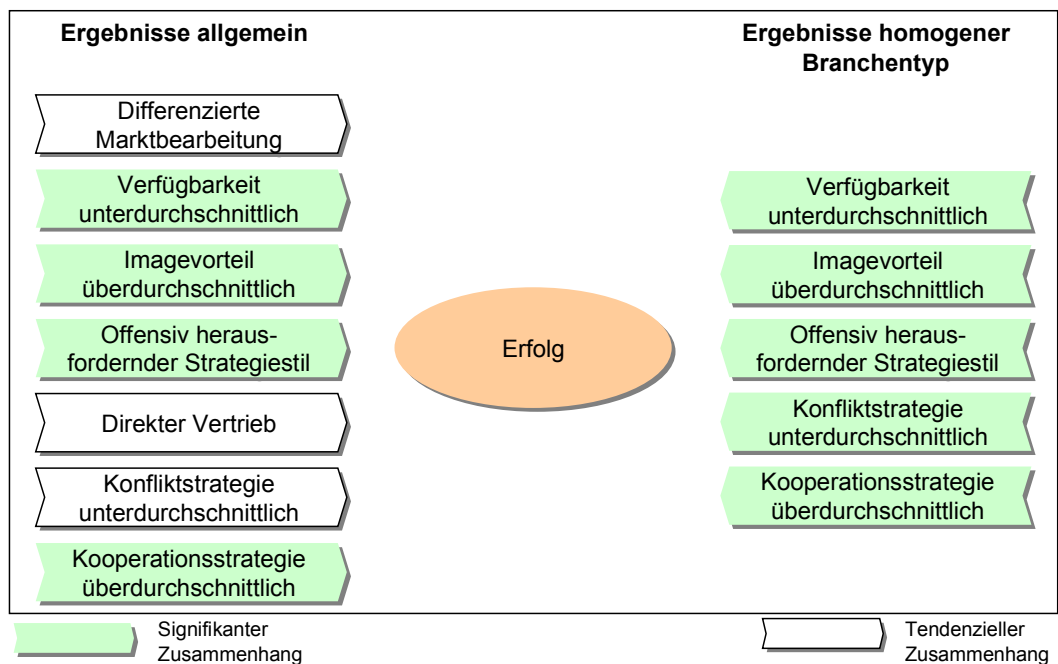 Ergebnisse allgemein
Differenzierte
Marktbearbeitung
Verfügbarkeit
unterdurchschnittlich
Imagevorteil
überdurchschnittlich
Offensiv heraus-
fordernder Strategiestil
Direkter Vertrieb
Konfliktstrategie
unterdurchschnittlich
Kooperationsstrategie
überdurchschnittlich
Erfolg
Ergebnisse homogener
Branchentyp
Verfügbarkeit
unterdurchschnittlich
Imagevorteil
überdurchschnittlich
Offensiv heraus-
fordernder Strategiestil
Konfliktstrategie
unterdurchschnittlich
Kooperationsstrategie
überdurchschnittlich
Signifikanter
Zusammenhang
Tendenzieller
Zusammenhang